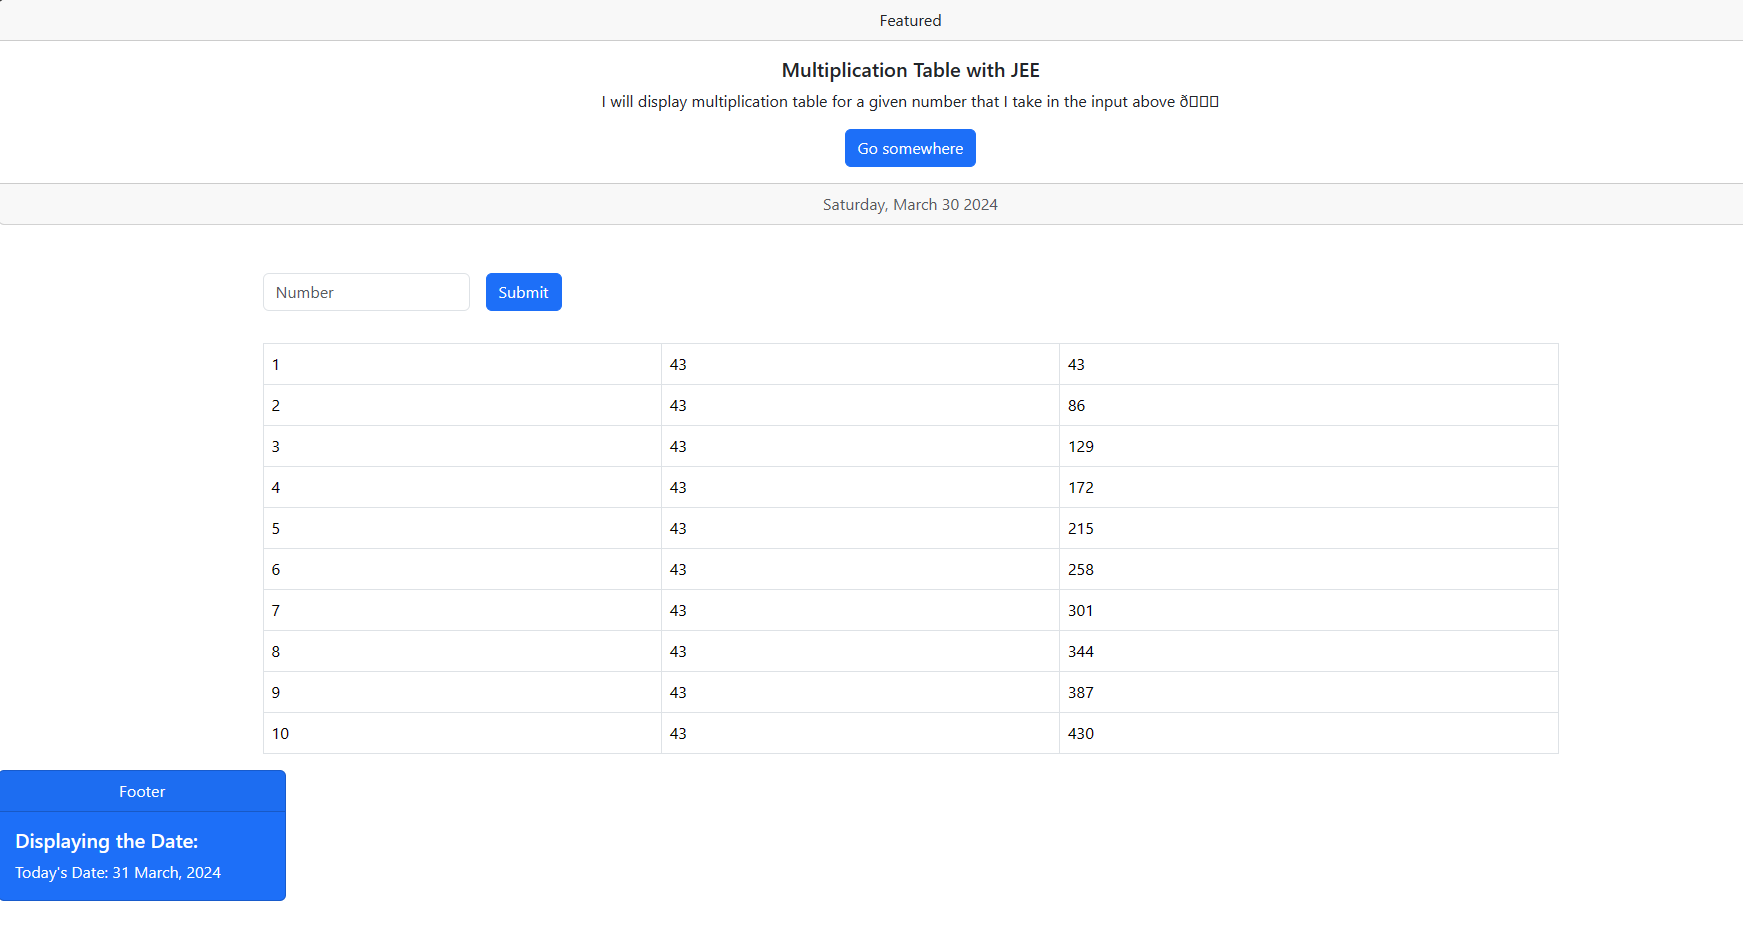 Featured
Multiplication Table with JEE
I will display multiplication table for a given number that I take in the input above ð
Go somewhere
Saturday, March 30 2024
Number Submit
1 43 43
2 43 86
3 43 129
4 43 172
5 43 215
6 43 258
7 43 301
8 43 344
9 43 387
10 43 430
Footer
Displaying the Date:
Today's Date: 31 March, 2024